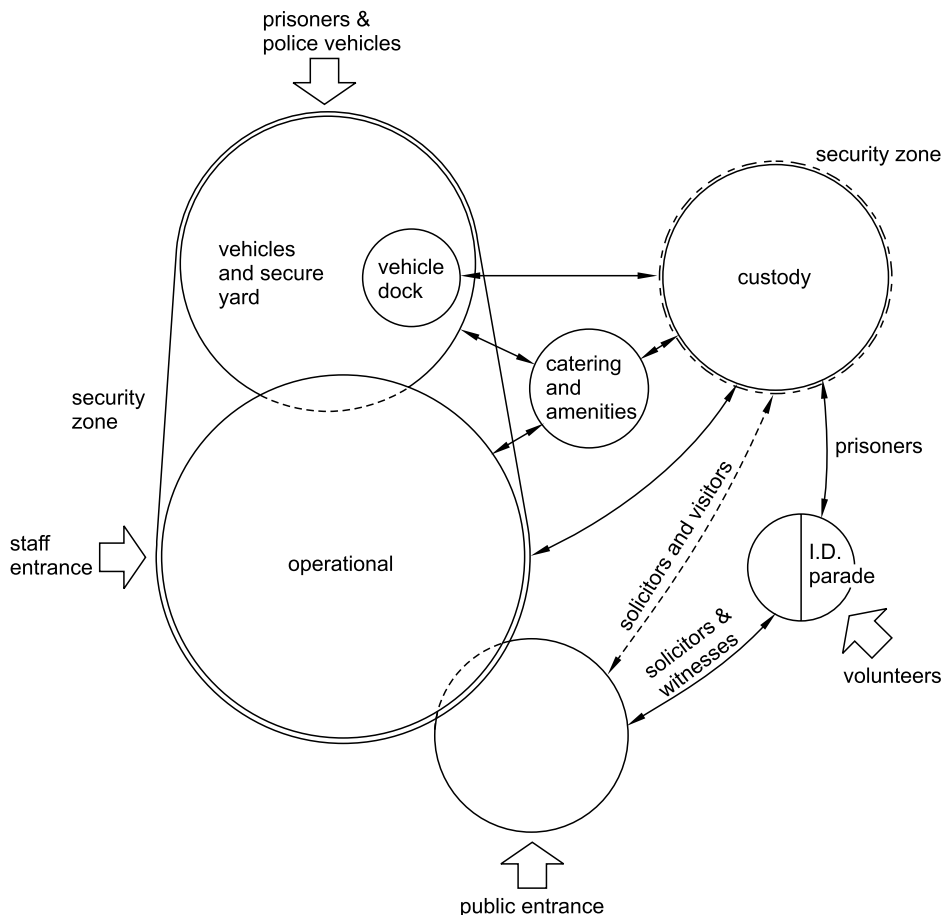 prisoners &
police vehicles
security zone
vehicles
and secure
yard
vehicle
dock
custody
catering
and
amenities
security
zone
prisoners
staff
entrance
operational
solicitors and visitors
I.D.
parade
solicitors &
witnesses
volunteers
public entrance